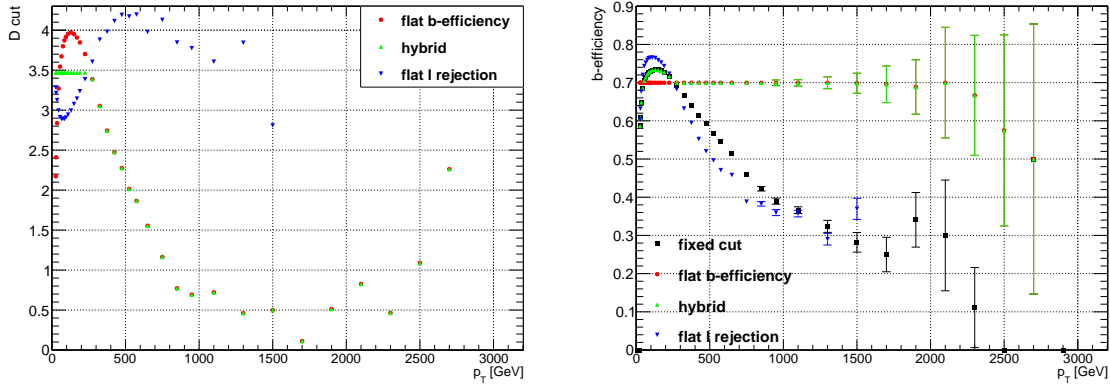 D cut
4
3.5
3
2.5
2
1.5
1
0.5
0
flat b-efficiency
hybrid
flat l rejection
0 500 1000 1500 2000 2500 3000
p_T [GeV]
b-efficiency
0.9
0.8
0.7
0.6
0.5
0.4
0.3
0.2
0.1
0
fixed cut
flat b-efficiency
hybrid
flat l rejection
0 500 1000 1500 2000 2500 3000
p_T [GeV]